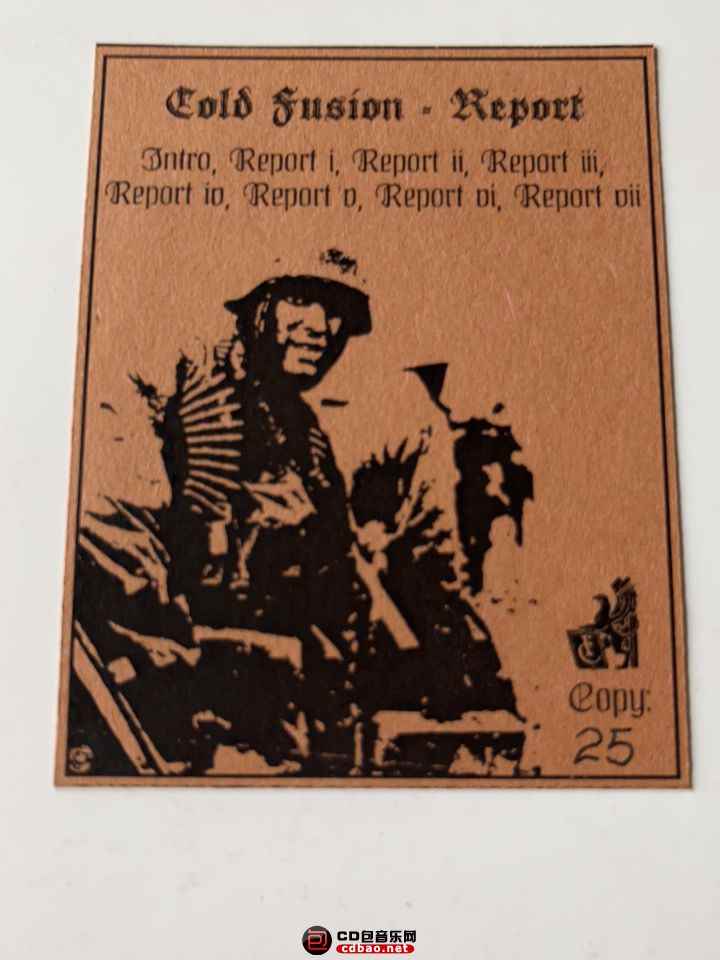 Cold Fusion - Report
Intro, Report i, Report ii, Report iii,
Report iv, Report v, Report vi, Report vii
Copy:
25
CD包音乐网
cdbao.net